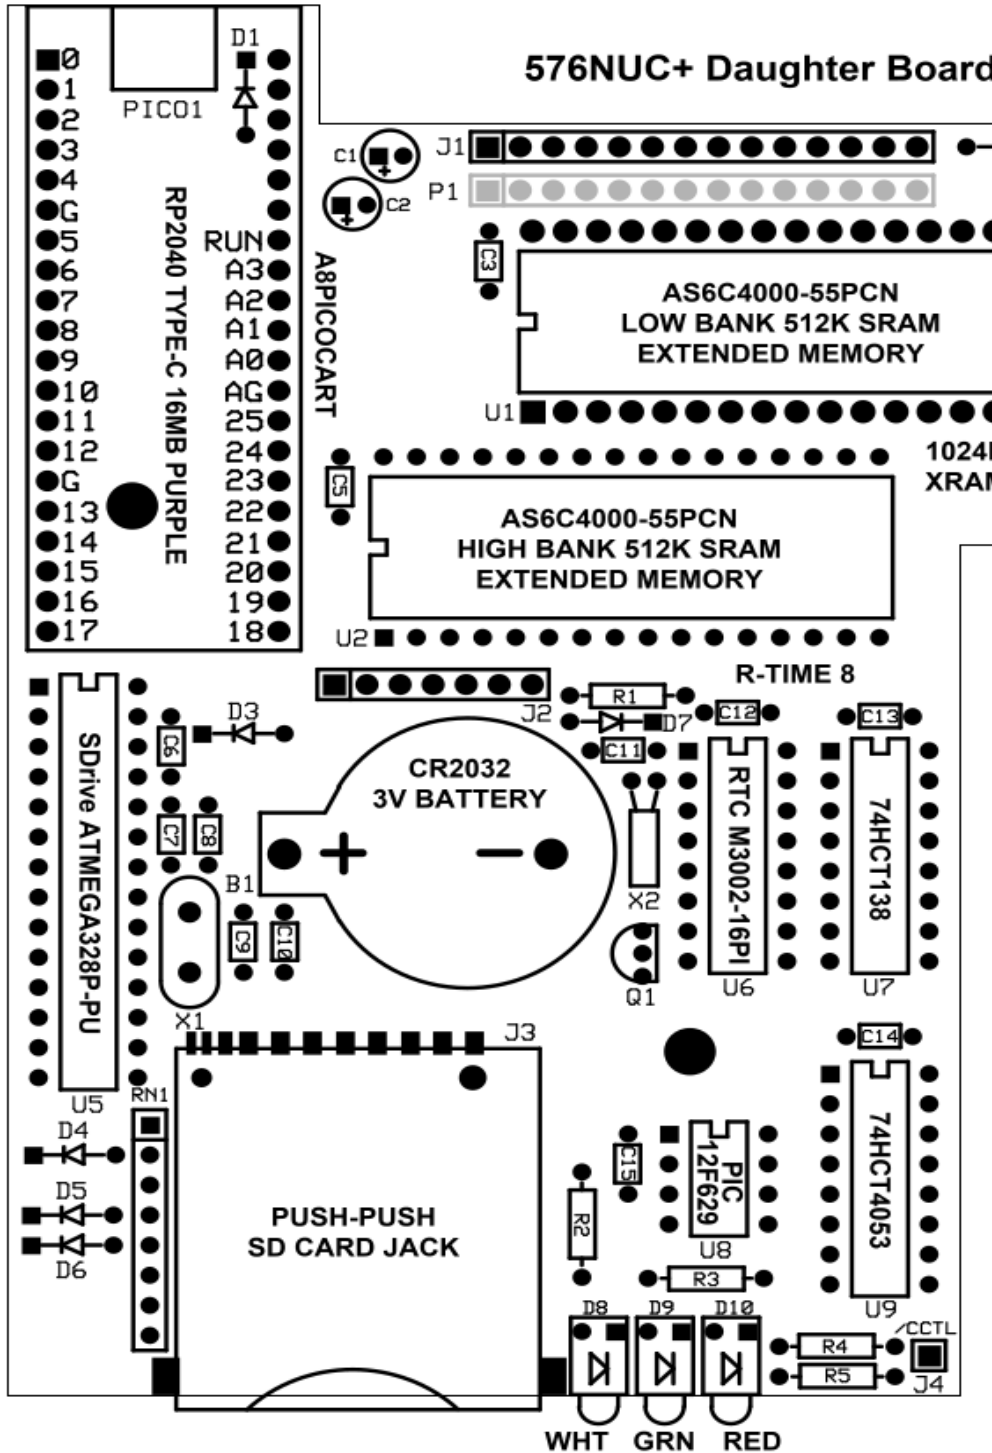 576NUC+ Daughter Board
D1
PICO1
0
1
2
3
4
G
5
6
7
8
9
10
11
12
G
13
14
15
16
17
RUN
A3
A2
A1
A0
AG
25
24
23
22
21
20
19
18
RP2040 TYPE-C 16MB PURPLE
A8PICOCART
C1
+
C2
+
J1
P1
C3
AS6C4000-55PCN
LOW BANK 512K SRAM
EXTENDED MEMORY
U1
C5
AS6C4000-55PCN
HIGH BANK 512K SRAM
EXTENDED MEMORY
U2
R-TIME 8
J2
R1
D7
C11
C12
C13
SDrive ATMEGA328P-PU
U5
C6
D3
C7
C8
CR2032
3V BATTERY
+ −
B1
C9
C10
X1
X2
Q1
RTC M3002-16PI
U6
74HCT138
U7
J3
RN1
D4
D5
D6
PUSH-PUSH
SD CARD JACK
C14
74HCT4053
U9
C15
PIC
12F629
U8
R2
R3
D8
D9
D10
R4
R5
/CCTL
J4
WHT GRN RED